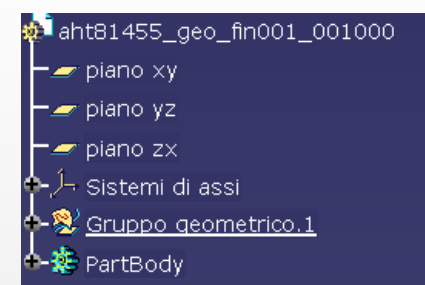 aht81455_geo_fin001_001000
piano xy
piano yz
piano zx
Sistemi di assi
Gruppo geometrico.1
PartBody